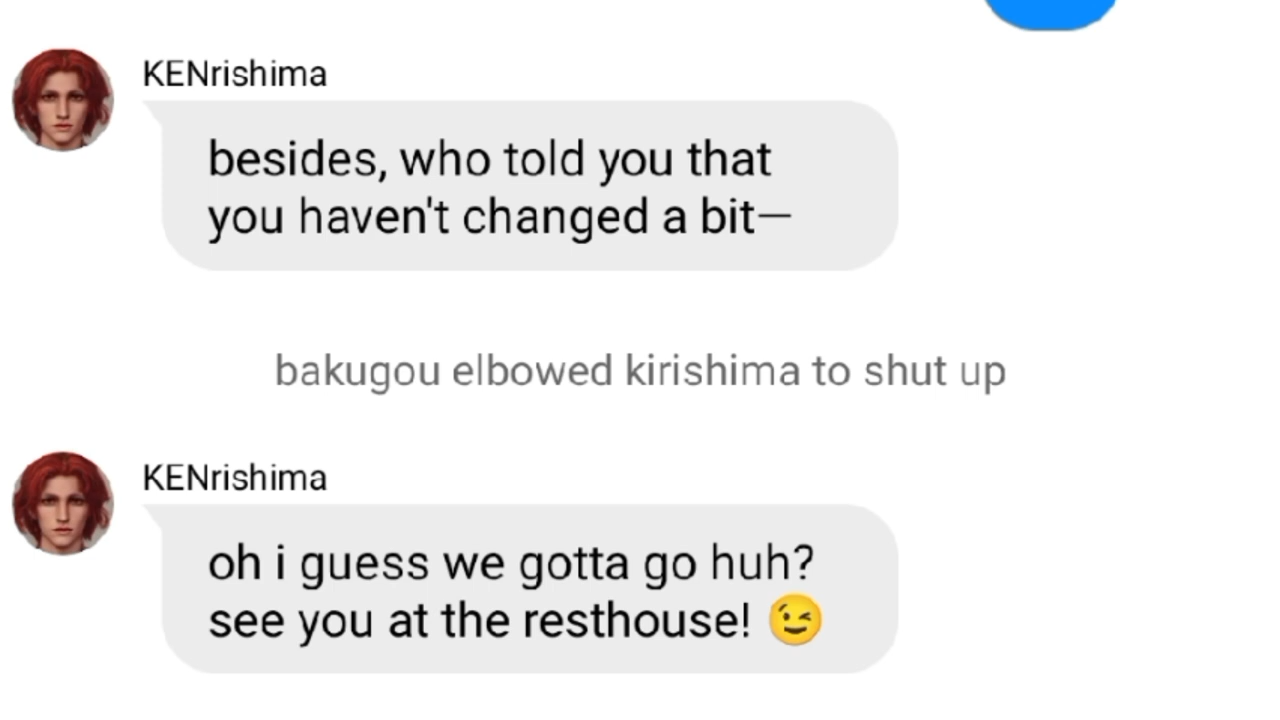 KENrishima
besides, who told you that
you haven't changed a bit—
bakugou elbowed kirishima to shut up
KENrishima
oh i guess we gotta go huh?
see you at the resthouse! 😉